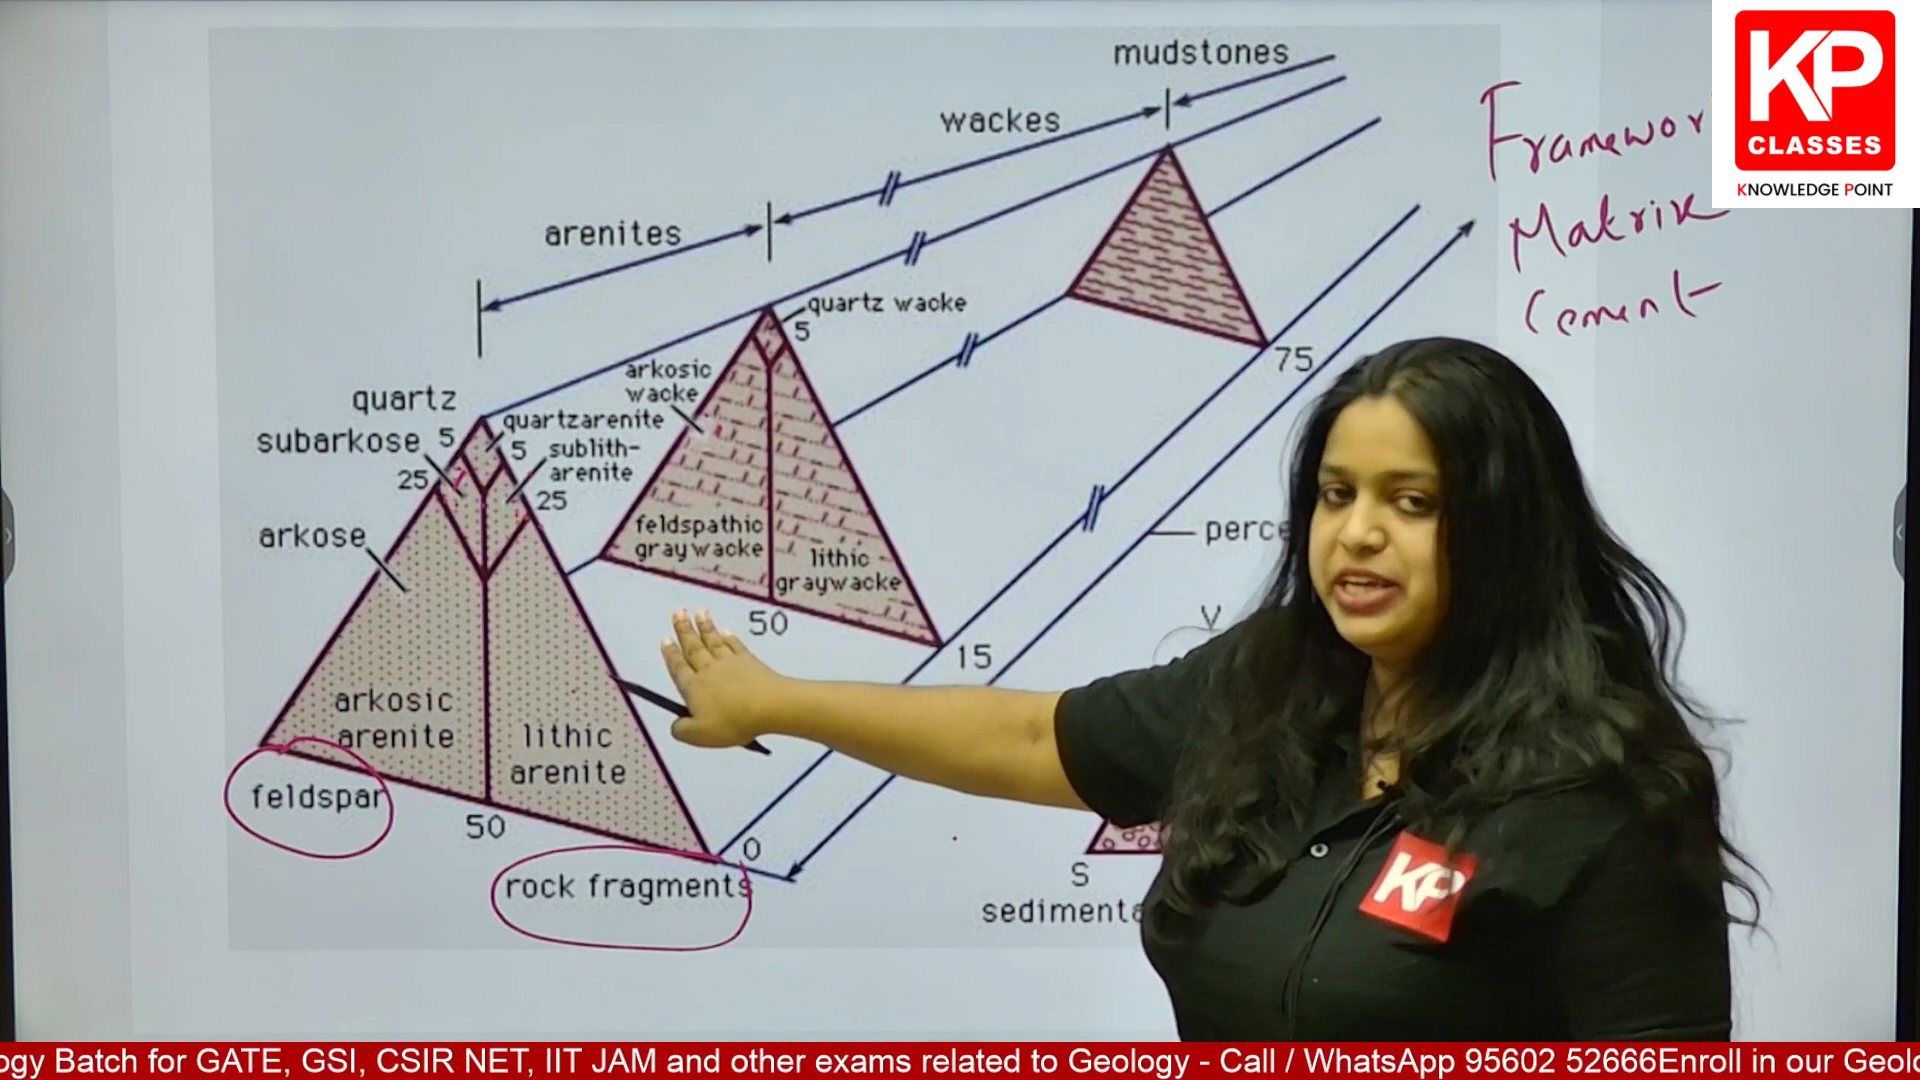 mudstones
wackes
arenites
quartz wacke
5
arkosic
wacke
quartz
quartzarenite
subarkose 5
5 sublith-
arenite
25
25
arkose
feldspathic
graywacke
lithic
graywacke
50
15
75
perce
V
arkosic
arenite
lithic
arenite
feldspar
50
0
rock fragments
S
sedimenta
Framewor
Matrix
Cement
KP
CLASSES
KNOWLEDGE POINT
KP
ogy Batch for GATE, GSI, CSIR NET, IIT JAM and other exams related to Geology - Call / WhatsApp 95602 52666Enroll in our Geolo